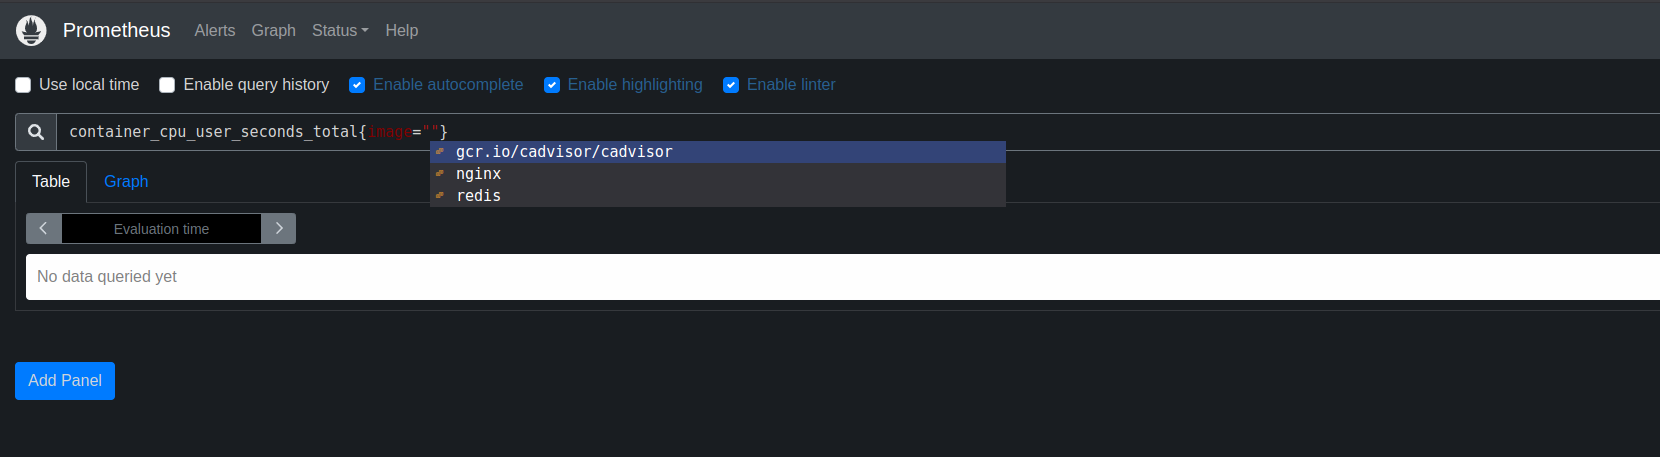 Prometheus Alerts Graph Status Help
Use local time Enable query history Enable autocomplete Enable highlighting Enable linter
container_cpu_user_seconds_total{image=""}
gcr.io/cadvisor/cadvisor
nginx
redis
Table Graph
Evaluation time
No data queried yet
Add Panel